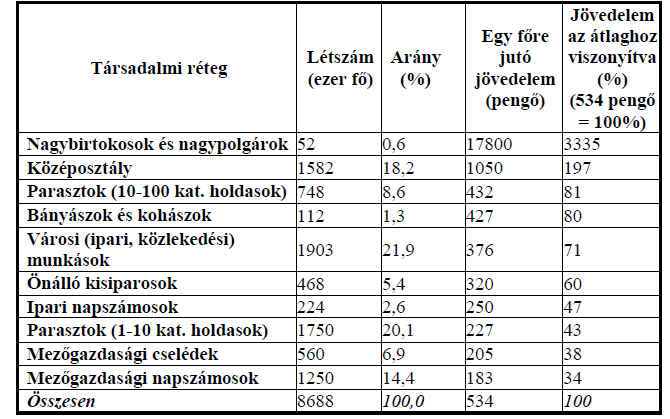 Társadalmi réteg Létszám (ezer fő) Arány (%) Egy főre jutó jövedelem (pengő) Jövedelem az átlaghoz viszonyítva (%) (534 pengő = 100%)
Nagybirtokosok és nagypolgárok 52 0,6 17800 3335
Középosztály 1582 18,2 1050 197
Parasztok (10-100 kat. holdasok) 748 8,6 432 81
Bányászok és kohászok 112 1,3 427 80
Városi (ipari, közlekedési) munkások 1903 21,9 376 71
Önálló kisiparosok 468 5,4 320 60
Ipari napszámosok 224 2,6 250 47
Parasztok (1-10 kat. holdasok) 1750 20,1 227 43
Mezőgazdasági cselédek 560 6,9 205 38
Mezőgazdasági napszámosok 1250 14,4 183 34
Összesen 8688 100,0 534 100